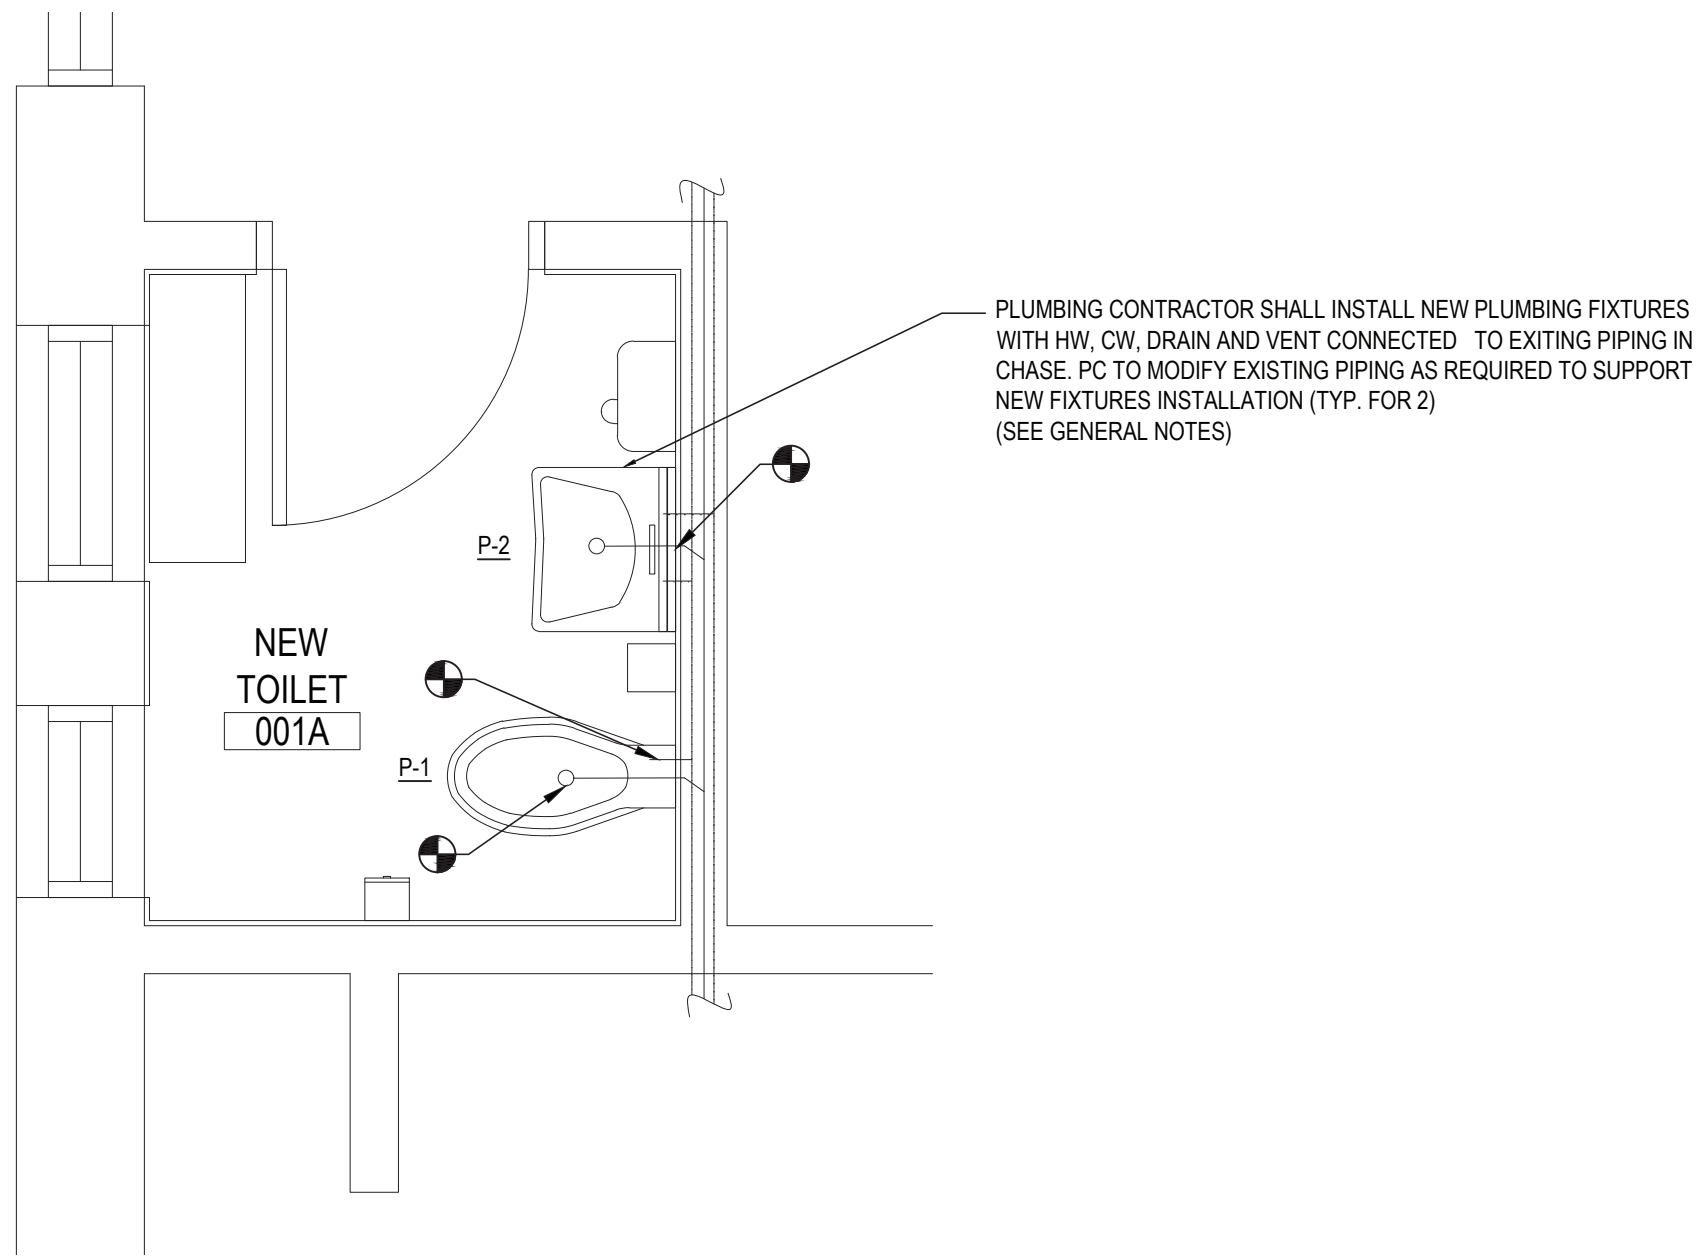 PLUMBING CONTRACTOR SHALL INSTALL NEW PLUMBING FIXTURES
WITH HW, CW, DRAIN AND VENT CONNECTED TO EXITING PIPING IN
CHASE. PC TO MODIFY EXISTING PIPING AS REQUIRED TO SUPPORT
NEW FIXTURES INSTALLATION (TYP. FOR 2)
(SEE GENERAL NOTES)
P-2
NEW
TOILET
001A
P-1